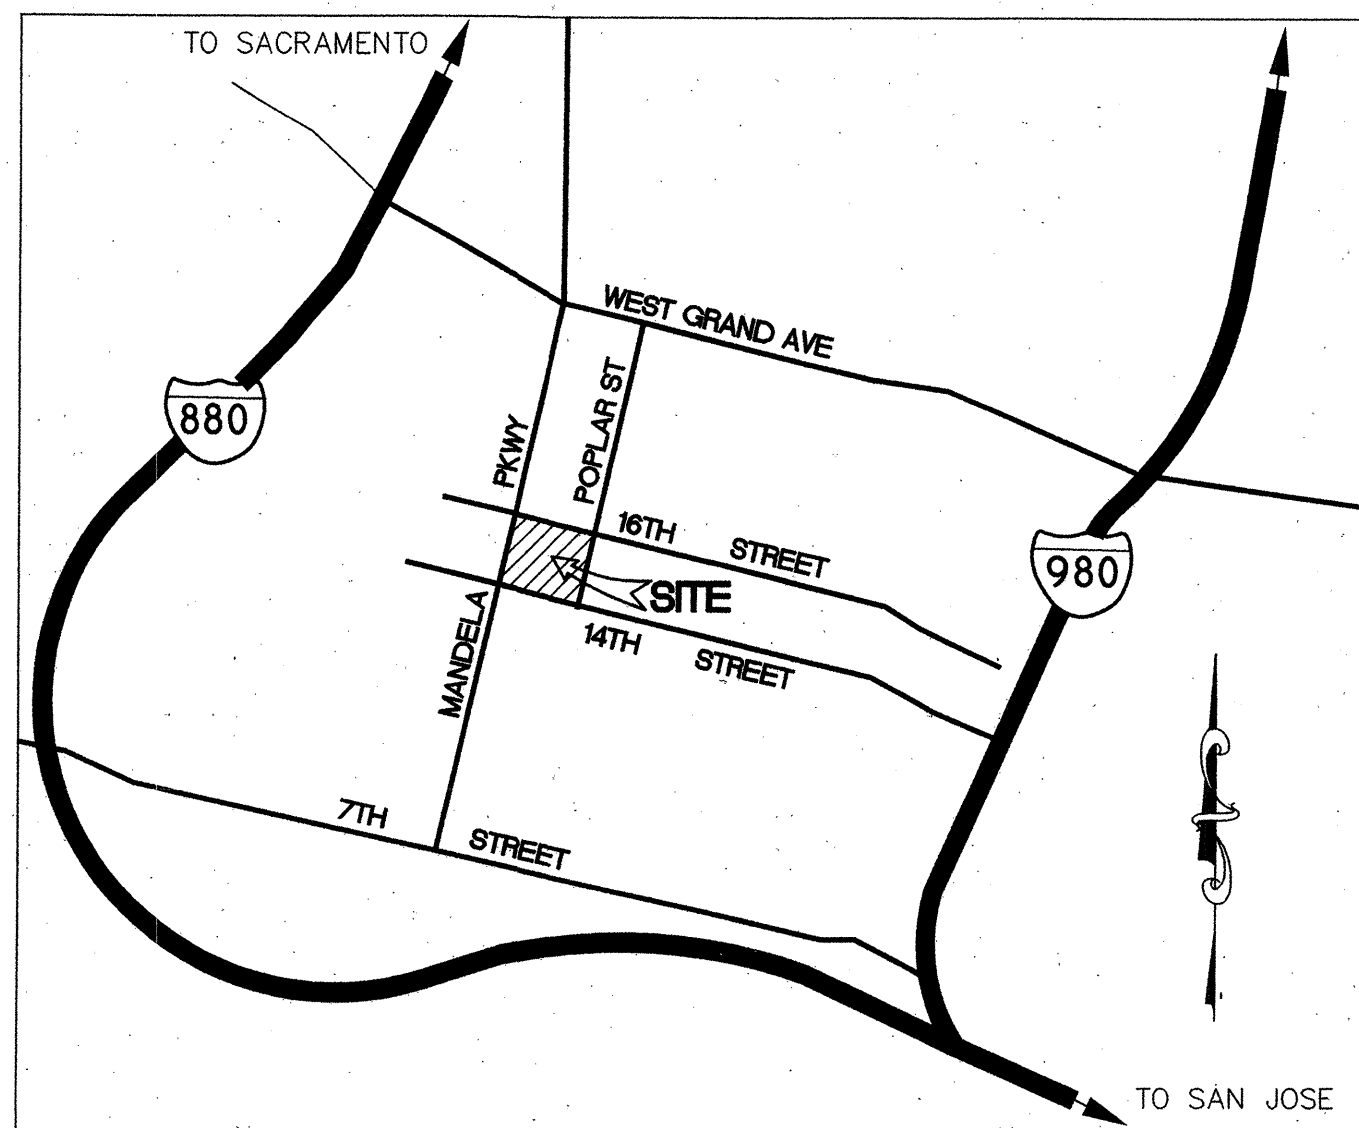 TO SACRAMENTO
WEST GRAND AVE
POPLAR ST
PKWY
880
16TH STREET
980
SITE
14TH STREET
MANDELA
7TH STREET
TO SAN JOSE